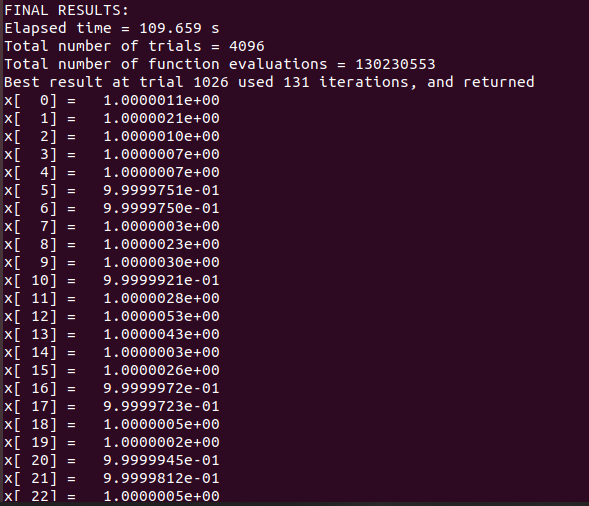 FINAL RESULTS:
Elapsed time = 109.659 s
Total number of trials = 4096
Total number of function evaluations = 130230553
Best result at trial 1026 used 131 iterations, and returned
x[  0] =   1.0000011e+00
x[  1] =   1.0000021e+00
x[  2] =   1.0000010e+00
x[  3] =   1.0000007e+00
x[  4] =   1.0000007e+00
x[  5] =   9.9999751e-01
x[  6] =   9.9999750e-01
x[  7] =   1.0000003e+00
x[  8] =   1.0000023e+00
x[  9] =   1.0000030e+00
x[ 10] =   9.9999921e-01
x[ 11] =   1.0000028e+00
x[ 12] =   1.0000053e+00
x[ 13] =   1.0000043e+00
x[ 14] =   1.0000003e+00
x[ 15] =   1.0000026e+00
x[ 16] =   9.9999972e-01
x[ 17] =   9.9999723e-01
x[ 18] =   1.0000005e+00
x[ 19] =   1.0000002e+00
x[ 20] =   9.9999945e-01
x[ 21] =   9.9999812e-01
x[ 22] =   1.0000005e+00